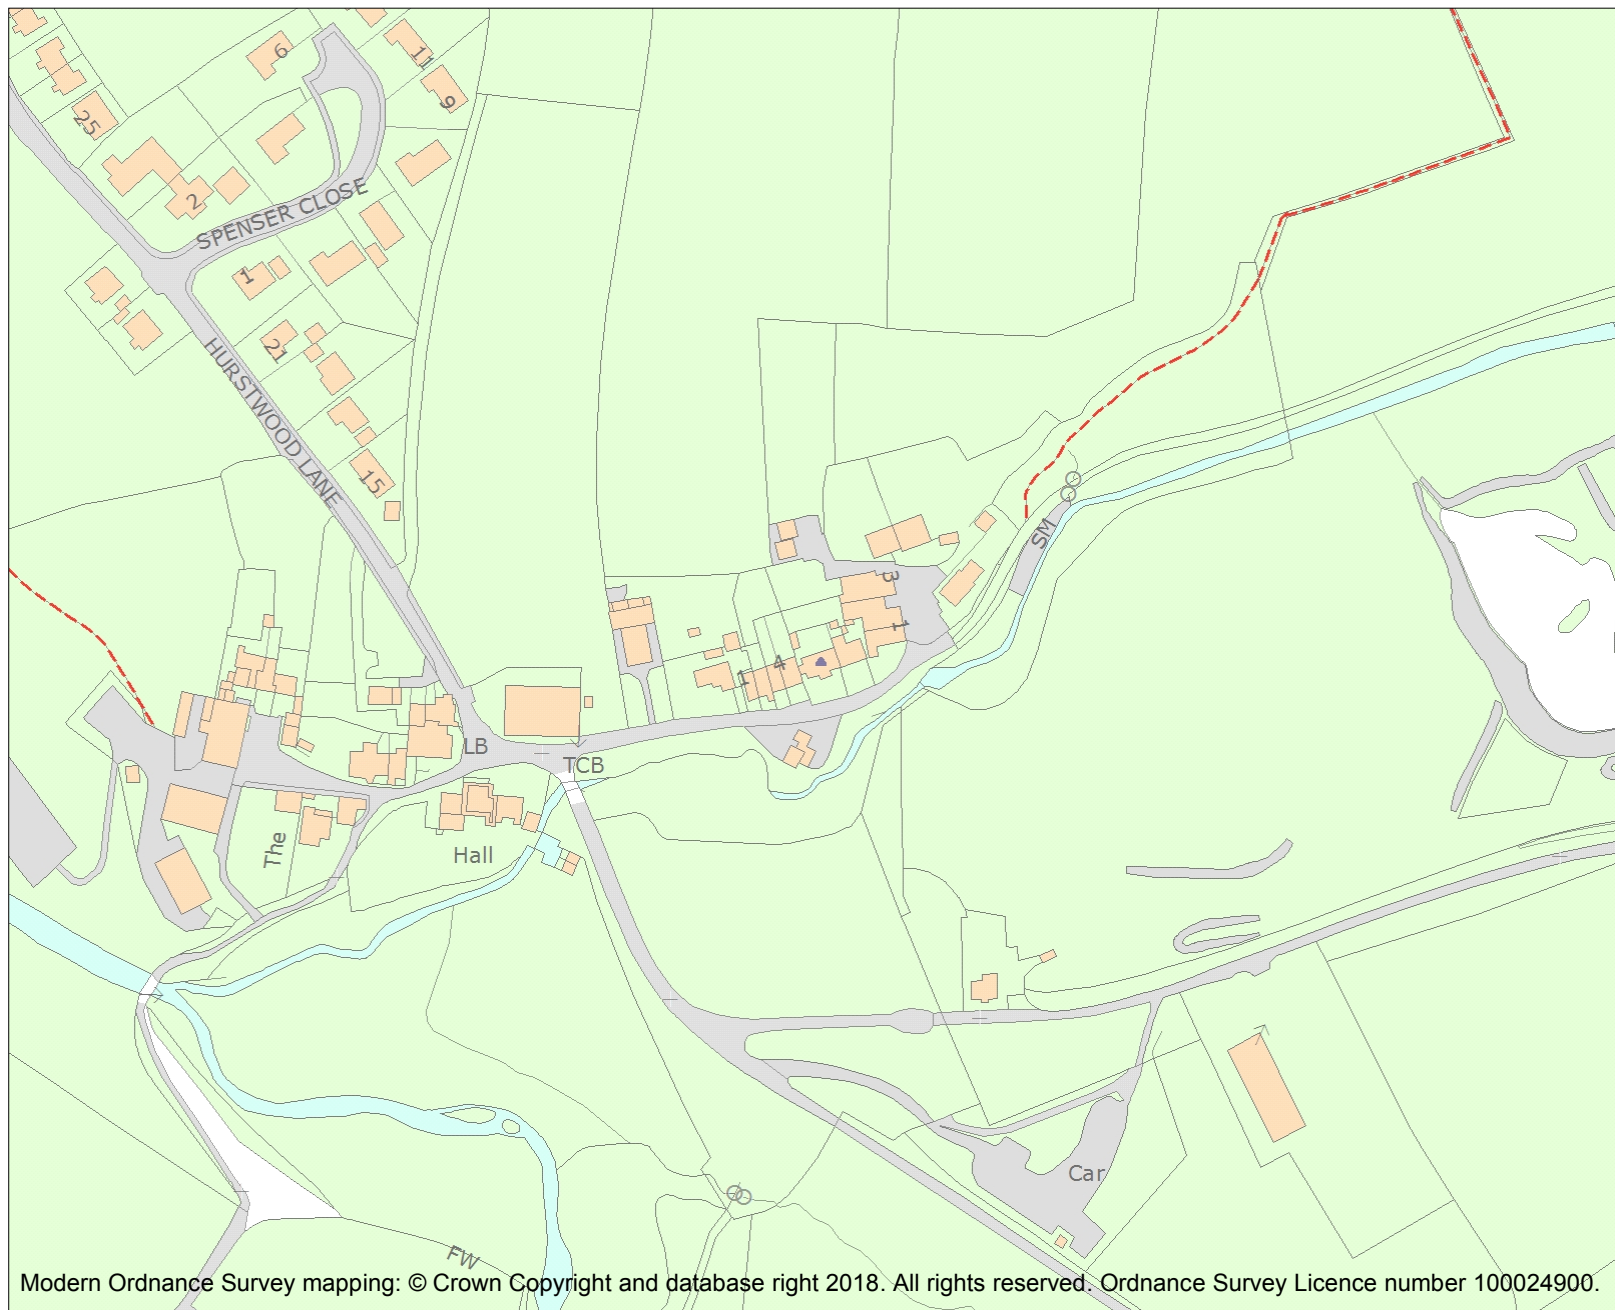 6
11
9
25
2
SPENSER CLOSE
1
21
HURSTWOOD LANE
15
SM
3
1
4
1
LB
TCB
The
Hall
Car
FW
Modern Ordnance Survey mapping: © Crown Copyright and database right 2018. All rights reserved. Ordnance Survey Licence number 100024900.